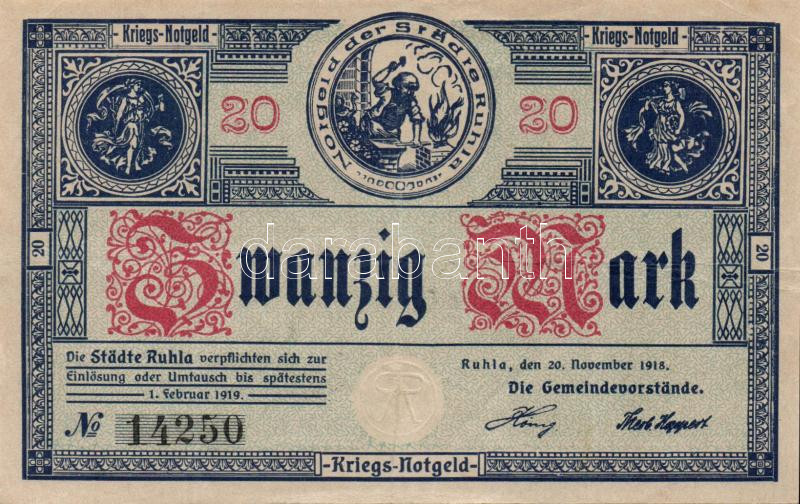 -Kriegs-Notgeld-
-Kriegs-Notgeld-
Notgeld der Städte Ruhla
20
20
Zwanzig Mark
darabanth
20
20
Die Städte Ruhla verpflichten sich zur
Einlösung oder Umtausch bis spätestens
1. Februar 1919.
Ruhla, den 20. November 1918.
Die Gemeindevorstände.
No 14250
König
-Kriegs-Notgeld-